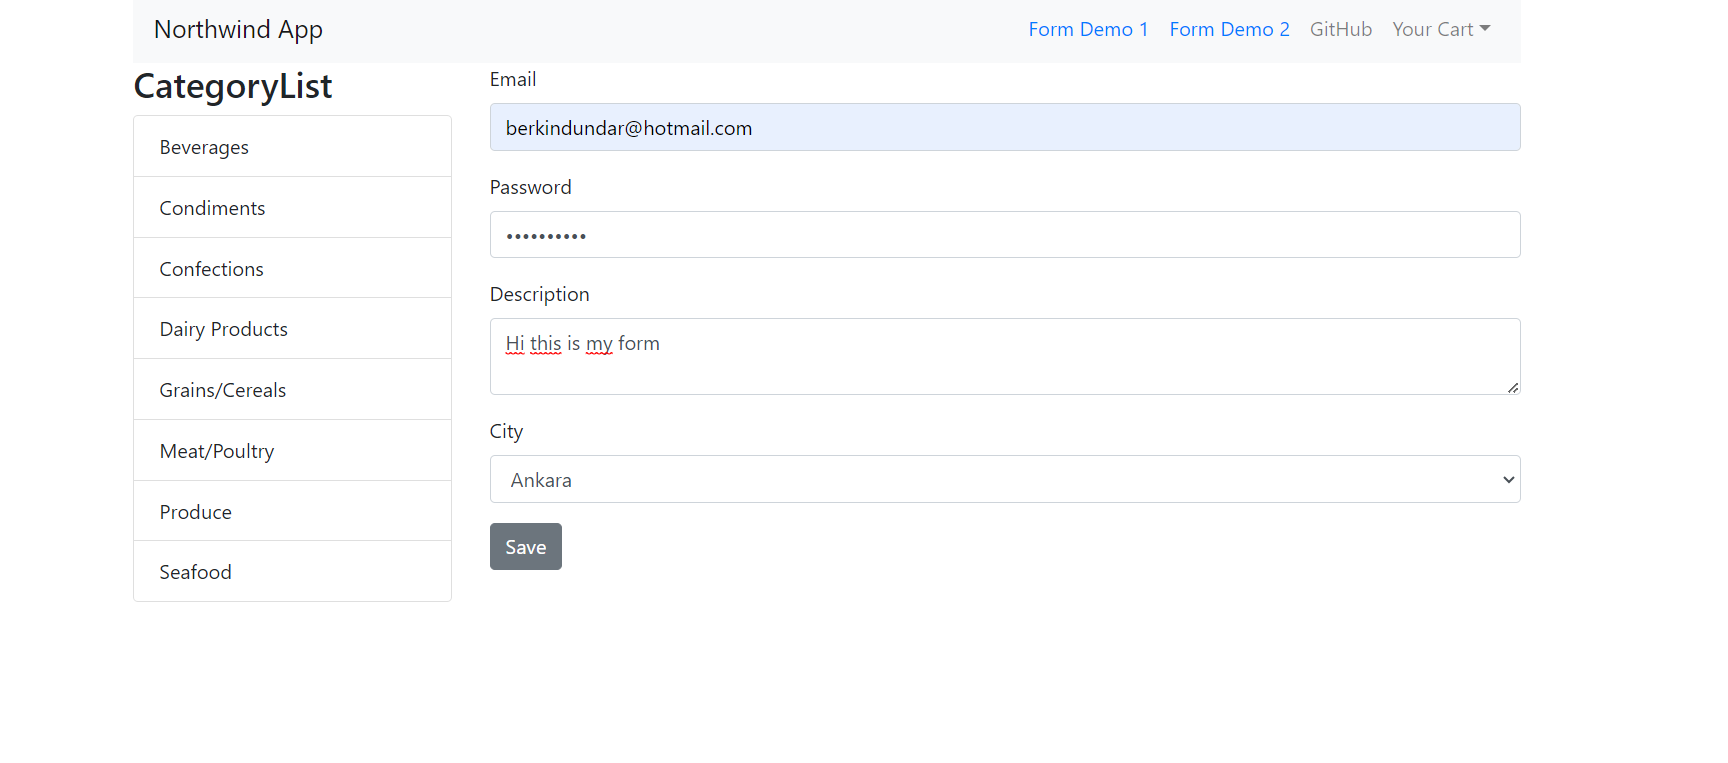 Northwind App
Form Demo 1 Form Demo 2 GitHub Your Cart
CategoryList
Beverages
Condiments
Confections
Dairy Products
Grains/Cereals
Meat/Poultry
Produce
Seafood
Email
berkindundar@hotmail.com
Password
••••••••••
Description
Hi this is my form
City
Ankara
Save